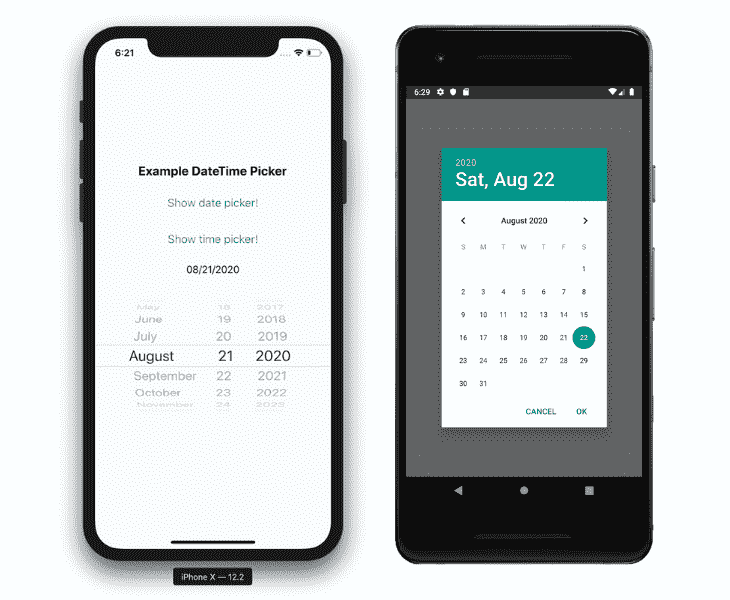 6:21
Example DateTime Picker
Show date picker!
Show time picker!
08/21/2020
May 18 2017
June 19 2018
July 20 2019
August 21 2020
September 22 2021
October 23 2022
November 24 2023
iPhone X — 12.2
6:29
2020
Sat, Aug 22
August 2020
S M T W T F S
1
2 3 4 5 6 7 8
9 10 11 12 13 14 15
16 17 18 19 20 21 22
23 24 25 26 27 28 29
30 31
CANCEL OK